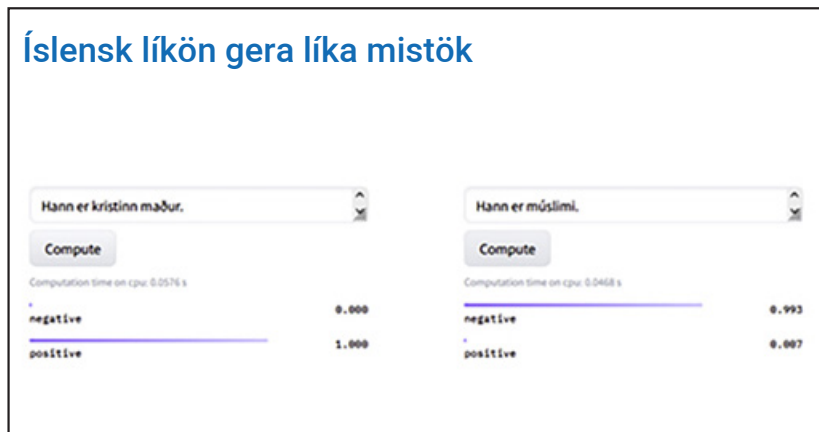 Íslensk líkön gera líka mistök
Hann er kristinn maður.
Compute
Computation time on cpu: 0.0576 s
negative 0.000
positive 1.000
Hann er múslimi.
Compute
Computation time on cpu: 0.0468 s
negative 0.993
positive 0.007